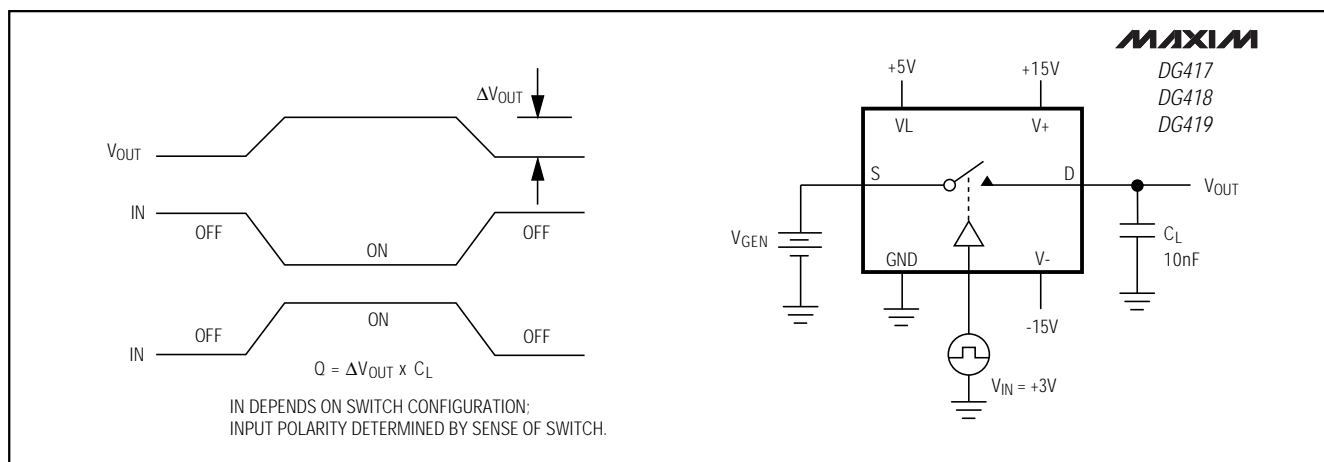 ΔVOUT
VOUT
IN
OFF
ON
OFF
IN
OFF
ON
OFF
Q = ΔVOUT x CL
IN DEPENDS ON SWITCH CONFIGURATION;
INPUT POLARITY DETERMINED BY SENSE OF SWITCH.
MAXIM
DG417
DG418
DG419
+5V
+15V
VL
V+
S
D
VOUT
VGEN
CL
10nF
GND
V-
-15V
VIN = +3V